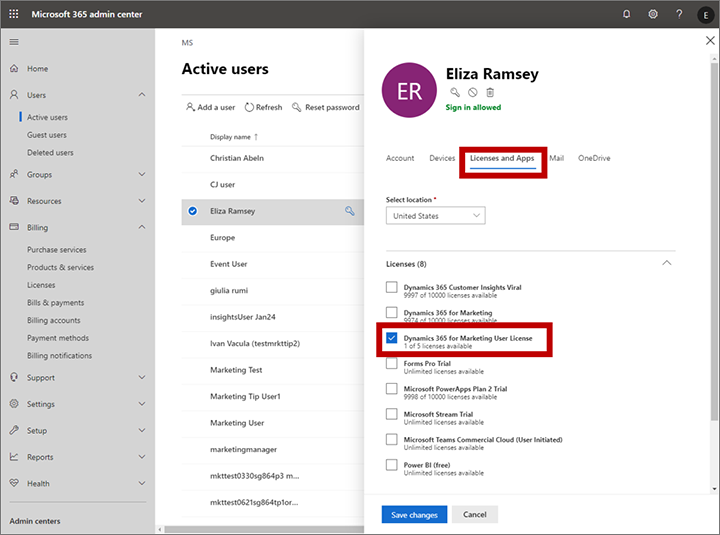 Microsoft 365 admin center
?
E
Home
Users
Active users
Guest users
Deleted users
Groups
Resources
Billing
Purchase services
Products & services
Licenses
Bills & payments
Billing accounts
Payment methods
Billing notifications
Support
Settings
Setup
Reports
Health
Admin centers
MS
Active users
Add a user
Refresh
Reset password
Display name ↑
Christian Abeln
CJ user
Eliza Ramsey
Europe
Event User
giulia rumi
insightsUser Jan24
Ivan Vacula (testmrkttip2)
Marketing Test
Marketing Tip User1
Marketing User
marketingmanager
mkttest0330sg864p3 m...
mkttest0621sg864tp1or...
ER
Eliza Ramsey
Sign in allowed
Account Devices Licenses and Apps Mail OneDrive
Select location *
United States
Licenses (8)
Dynamics 365 Customer Insights Viral
9997 of 10000 licenses available
Dynamics 365 for Marketing
9974 of 10000 licenses available
Dynamics 365 for Marketing User License
1 of 5 licenses available
Forms Pro Trial
Unlimited licenses available
Microsoft PowerApps Plan 2 Trial
9998 of 10000 licenses available
Microsoft Stream Trial
Unlimited licenses available
Microsoft Teams Commercial Cloud (User Initiated)
Unlimited licenses available
Power BI (free)
Unlimited licenses available
Save changes
Cancel